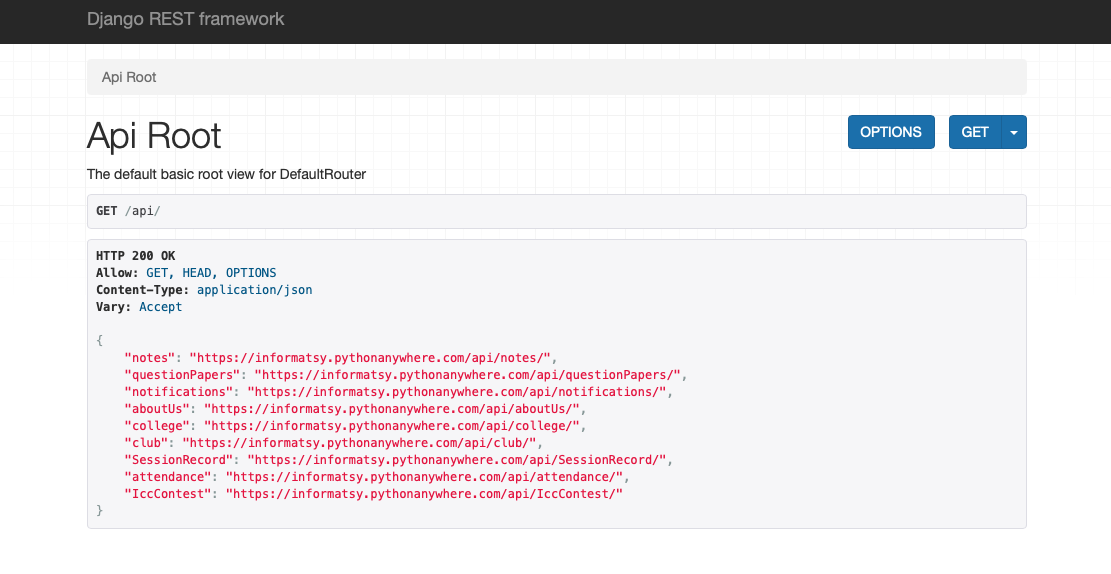 Django REST framework
Api Root
Api Root
OPTIONS
GET
The default basic root view for DefaultRouter
GET /api/
HTTP 200 OK
Allow: GET, HEAD, OPTIONS
Content-Type: application/json
Vary: Accept
{
    "notes": "https://informatsy.pythonanywhere.com/api/notes/",
    "questionPapers": "https://informatsy.pythonanywhere.com/api/questionPapers/",
    "notifications": "https://informatsy.pythonanywhere.com/api/notifications/",
    "aboutUs": "https://informatsy.pythonanywhere.com/api/aboutUs/",
    "college": "https://informatsy.pythonanywhere.com/api/college/",
    "club": "https://informatsy.pythonanywhere.com/api/club/",
    "SessionRecord": "https://informatsy.pythonanywhere.com/api/SessionRecord/",
    "attendance": "https://informatsy.pythonanywhere.com/api/attendance/",
    "IccContest": "https://informatsy.pythonanywhere.com/api/IccContest/"
}